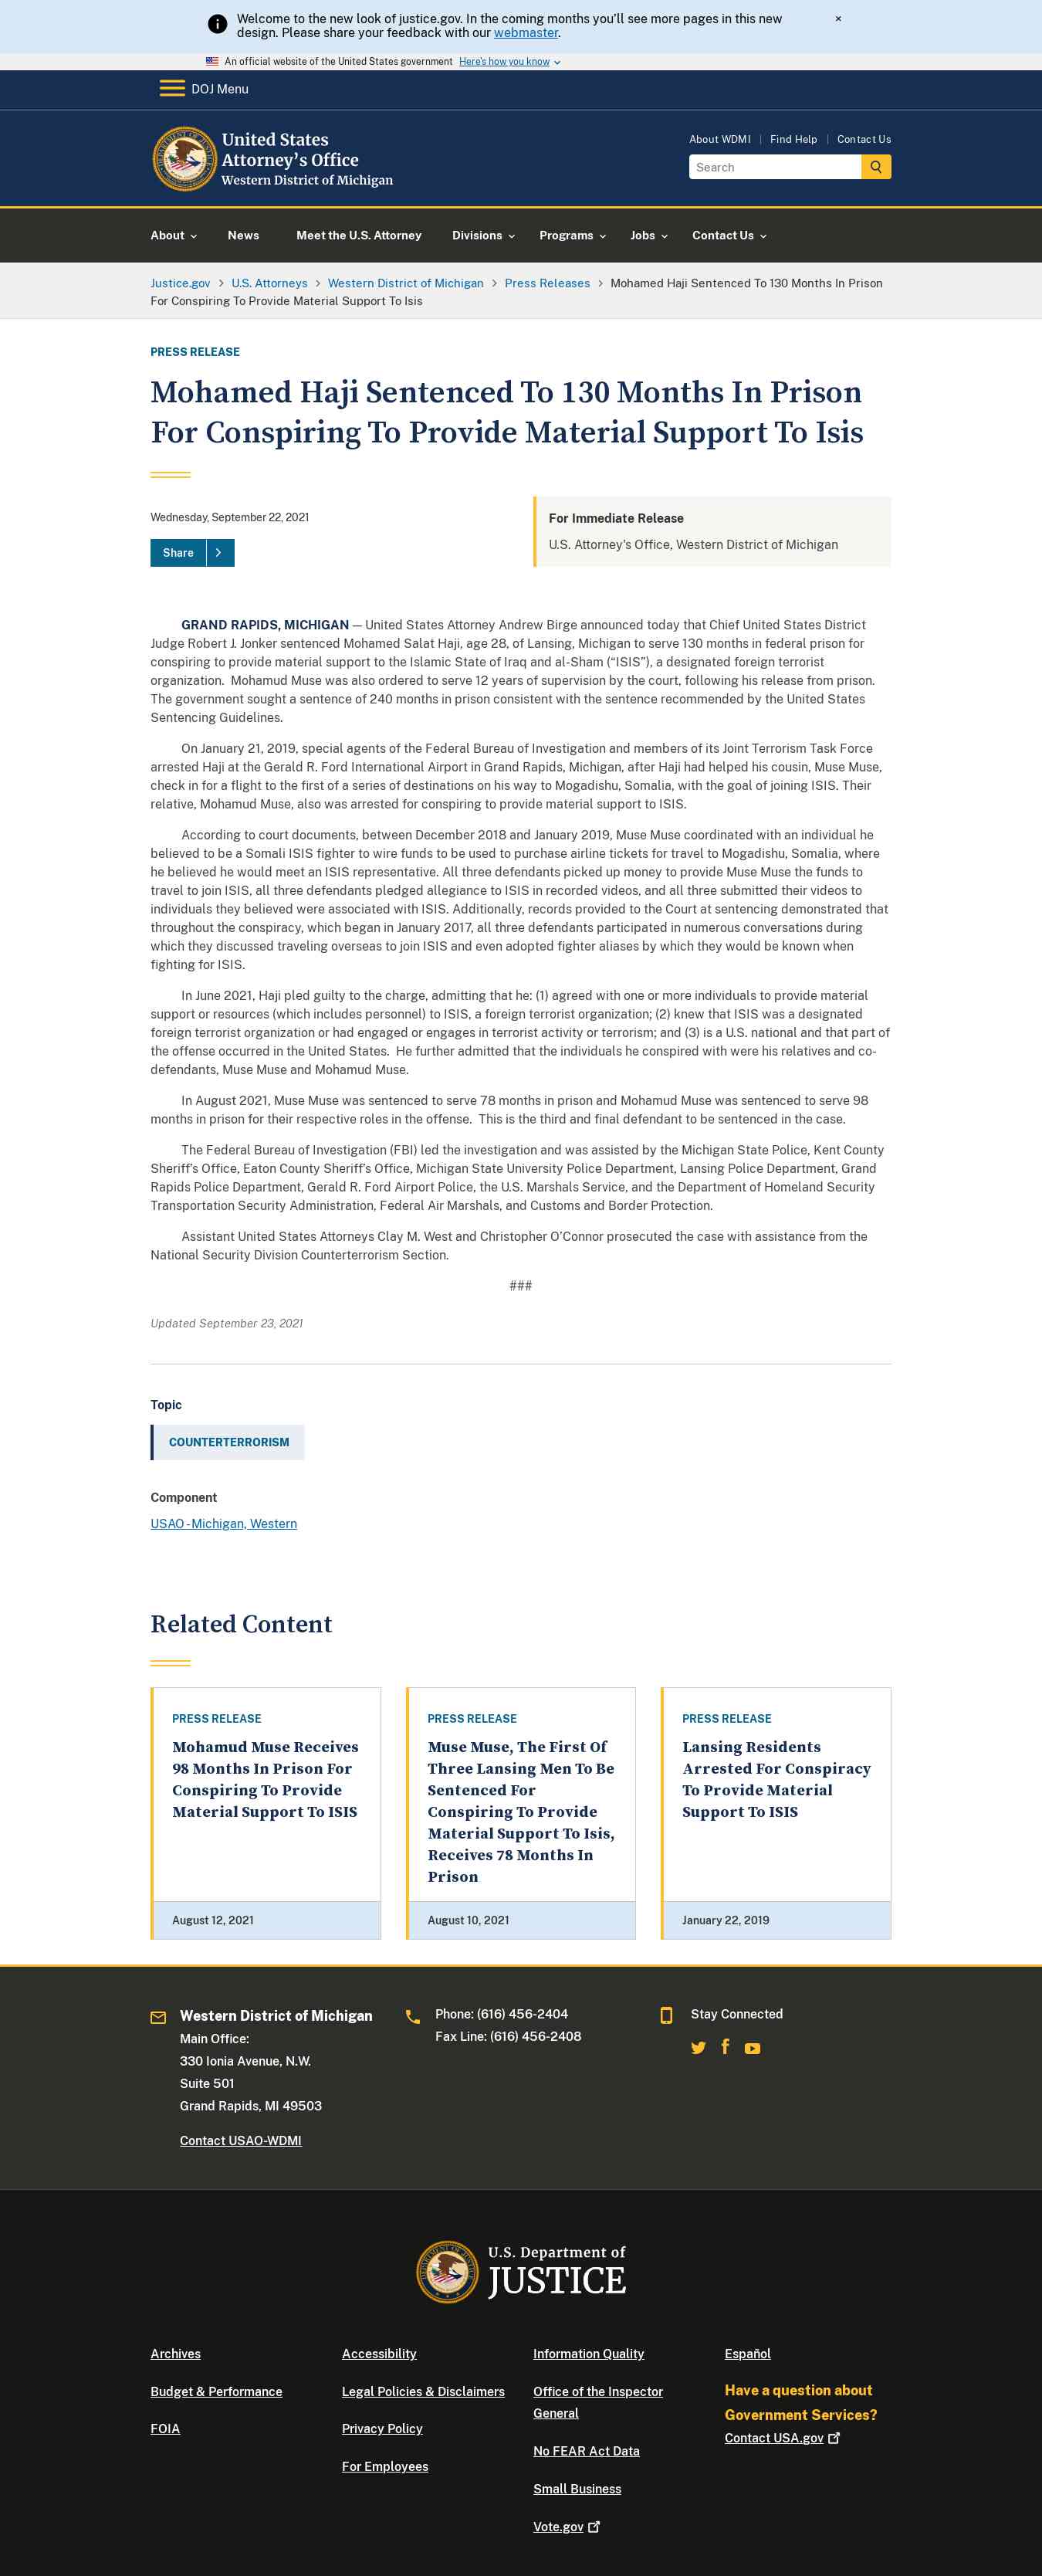 Welcome to the new look of justice.gov. In the coming months you'll see more pages in this new
design. Please share your feedback with our webmaster.
×
An official website of the United States government Here's how you know
DOJ Menu
United States
Attorney's Office
Western District of Michigan
About WDMI | Find Help | Contact Us
Search
About News Meet the U.S. Attorney Divisions Programs Jobs Contact Us
Justice.gov > U.S. Attorneys > Western District of Michigan > Press Releases > Mohamed Haji Sentenced To 130 Months In Prison
For Conspiring To Provide Material Support To Isis
PRESS RELEASE
Mohamed Haji Sentenced To 130 Months In Prison
For Conspiring To Provide Material Support To Isis
Wednesday, September 22, 2021
Share >
For Immediate Release
U.S. Attorney's Office, Western District of Michigan
GRAND RAPIDS, MICHIGAN — United States Attorney Andrew Birge announced today that Chief United States District
Judge Robert J. Jonker sentenced Mohamed Salat Haji, age 28, of Lansing, Michigan to serve 130 months in federal prison for
conspiring to provide material support to the Islamic State of Iraq and al-Sham (“ISIS”), a designated foreign terrorist
organization.  Mohamud Muse was also ordered to serve 12 years of supervision by the court, following his release from prison.
The government sought a sentence of 240 months in prison consistent with the sentence recommended by the United States
Sentencing Guidelines.
On January 21, 2019, special agents of the Federal Bureau of Investigation and members of its Joint Terrorism Task Force
arrested Haji at the Gerald R. Ford International Airport in Grand Rapids, Michigan, after Haji had helped his cousin, Muse Muse,
check in for a flight to the first of a series of destinations on his way to Mogadishu, Somalia, with the goal of joining ISIS. Their
relative, Mohamud Muse, also was arrested for conspiring to provide material support to ISIS.
According to court documents, between December 2018 and January 2019, Muse Muse coordinated with an individual he
believed to be a Somali ISIS fighter to wire funds to be used to purchase airline tickets for travel to Mogadishu, Somalia, where
he believed he would meet an ISIS representative. All three defendants picked up money to provide Muse Muse the funds to
travel to join ISIS, all three defendants pledged allegiance to ISIS in recorded videos, and all three submitted their videos to
individuals they believed were associated with ISIS. Additionally, records provided to the Court at sentencing demonstrated that
throughout the conspiracy, which began in January 2017, all three defendants participated in numerous conversations during
which they discussed traveling overseas to join ISIS and even adopted fighter aliases by which they would be known when
fighting for ISIS.
In June 2021, Haji pled guilty to the charge, admitting that he: (1) agreed with one or more individuals to provide material
support or resources (which includes personnel) to ISIS, a foreign terrorist organization; (2) knew that ISIS was a designated
foreign terrorist organization or had engaged or engages in terrorist activity or terrorism; and (3) is a U.S. national and that part of
the offense occurred in the United States.  He further admitted that the individuals he conspired with were his relatives and co-
defendants, Muse Muse and Mohamud Muse.
In August 2021, Muse Muse was sentenced to serve 78 months in prison and Mohamud Muse was sentenced to serve 98
months in prison for their respective roles in the offense.  This is the third and final defendant to be sentenced in the case.
The Federal Bureau of Investigation (FBI) led the investigation and was assisted by the Michigan State Police, Kent County
Sheriff's Office, Eaton County Sheriff's Office, Michigan State University Police Department, Lansing Police Department, Grand
Rapids Police Department, Gerald R. Ford Airport Police, the U.S. Marshals Service, and the Department of Homeland Security
Transportation Security Administration, Federal Air Marshals, and Customs and Border Protection.
Assistant United States Attorneys Clay M. West and Christopher O'Connor prosecuted the case with assistance from the
National Security Division Counterterrorism Section.
###
Updated September 23, 2021
Topic
COUNTERTERRORISM
Component
USAO - Michigan, Western
Related Content
PRESS RELEASE
Mohamud Muse Receives
98 Months In Prison For
Conspiring To Provide
Material Support To ISIS
August 12, 2021
PRESS RELEASE
Muse Muse, The First Of
Three Lansing Men To Be
Sentenced For
Conspiring To Provide
Material Support To Isis,
Receives 78 Months In
Prison
August 10, 2021
PRESS RELEASE
Lansing Residents
Arrested For Conspiracy
To Provide Material
Support To ISIS
January 22, 2019
Western District of Michigan
Main Office:
330 Ionia Avenue, N.W.
Suite 501
Grand Rapids, MI 49503
Contact USAO-WDMI
Phone: (616) 456-2404
Fax Line: (616) 456-2408
Stay Connected
U.S. Department of
JUSTICE
Archives
Budget & Performance
FOIA
Accessibility
Legal Policies & Disclaimers
Privacy Policy
For Employees
Information Quality
Office of the Inspector
General
No FEAR Act Data
Small Business
Vote.gov
Español
Have a question about
Government Services?
Contact USA.gov